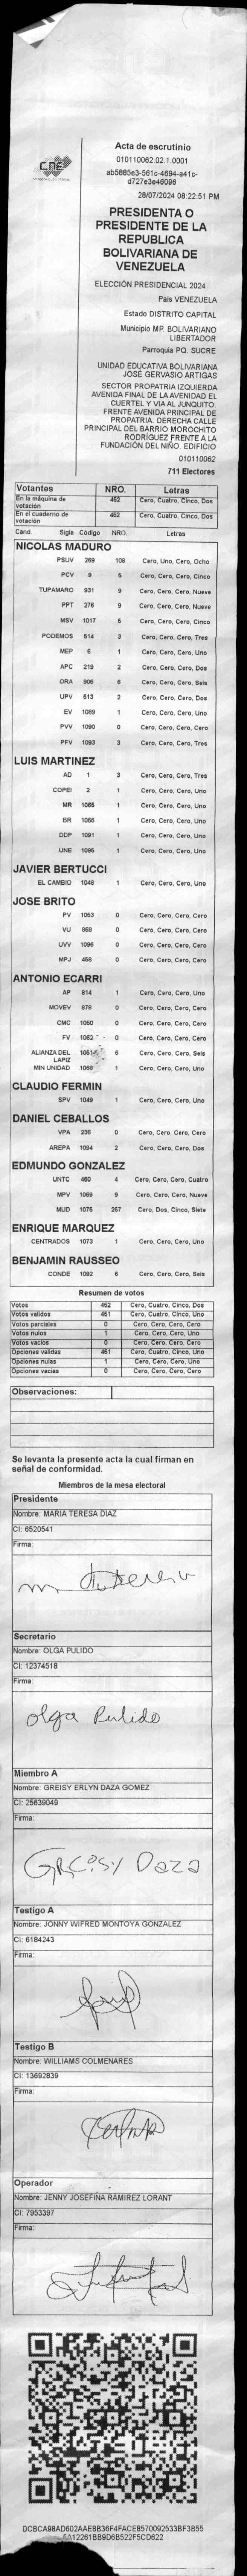 CNE
Acta de escrutinio
010110062.02.1.0001
ab5885e3-561c-4694-a41c-
d727e3e46096
28/07/2024 08:22:51 PM
PRESIDENTA O
PRESIDENTE DE LA
REPUBLICA
BOLIVARIANA DE
VENEZUELA
ELECCIÓN PRESIDENCIAL 2024
Pais VENEZUELA
Estado DISTRITO CAPITAL
Municipio MP. BOLIVARIANO
LIBERTADOR
Parroquia PQ. SUCRE
UNIDAD EDUCATIVA BOLIVARIANA
JOSÉ GERVASIO ARTIGAS
SECTOR PROPATRIA IZQUIERDA
AVENIDA FINAL DE LA AVENIDA EL
CUERTEL Y VIA AL JUNQUITO.
FRENTE AVENIDA PRINCIPAL DE
PROPATRIA. DERECHA CALLE
PRINCIPAL DEL BARRIO MOROCHITO
RODRÍGUEZ FRENTE A LA
FUNDACIÓN DEL NIÑO. EDIFICIO
010110062
711 Electores
Votantes NRO. Letras
En la máquina de votación 452 Cero, Cuatro, Cinco, Dos
En el cuaderno de votación 452 Cero, Cuatro, Cinco, Dos
Cand. Sigla Código NRO. Letras
NICOLAS MADURO
PSUV 269 108 Cero, Uno, Cero, Ocho
PCV 9 5 Cero, Cero, Cero, Cinco
TUPAMARO 931 9 Cero, Cero, Cero, Nueve
PPT 276 9 Cero, Cero, Cero, Nueve
MSV 1017 5 Cero, Cero, Cero, Cinco
PODEMOS 514 3 Cero, Cero, Cero, Tres
MEP 6 1 Cero, Cero, Cero, Uno
APC 219 2 Cero, Cero, Cero, Dos
ORA 906 6 Cero, Cero, Cero, Seis
UPV 513 2 Cero, Cero, Cero, Dos
EV 1089 1 Cero, Cero, Cero, Uno
PVV 1090 0 Cero, Cero, Cero, Cero
PFV 1093 3 Cero, Cero, Cero, Tres
LUIS MARTINEZ
AD 1 3 Cero, Cero, Cero, Tres
COPEI 2 1 Cero, Cero, Cero, Uno
MR 1065 1 Cero, Cero, Cero, Uno
BR 1066 1 Cero, Cero, Cero, Uno
DDP 1091 1 Cero, Cero, Cero, Uno
UNE 1095 1 Cero, Cero, Cero, Uno
JAVIER BERTUCCI
EL CAMBIO 1048 1 Cero, Cero, Cero, Uno
JOSE BRITO
PV 1053 0 Cero, Cero, Cero, Cero
VU 968 0 Cero, Cero, Cero, Cero
UVV 1096 0 Cero, Cero, Cero, Cero
MPJ 458 0 Cero, Cero, Cero, Cero
ANTONIO ECARRI
AP 814 1 Cero, Cero, Cero, Uno
MOVEV 878 0 Cero, Cero, Cero, Cero
CMC 1050 0 Cero, Cero, Cero, Cero
FV 1062 0 Cero, Cero, Cero, Cero
ALIANZA DEL LAPIZ 1051 6 Cero, Cero, Cero, Seis
MIN UNIDAD 1068 1 Cero, Cero, Cero, Uno
CLAUDIO FERMIN
SPV 1049 1 Cero, Cero, Cero, Uno
DANIEL CEBALLOS
VPA 236 0 Cero, Cero, Cero, Cero
AREPA 1094 2 Cero, Cero, Cero, Dos
EDMUNDO GONZALEZ
UNTC 460 4 Cero, Cero, Cero, Cuatro
MPV 1069 9 Cero, Cero, Cero, Nueve
MUD 1075 257 Cero, Dos, Cinco, Siete
ENRIQUE MARQUEZ
CENTRADOS 1073 1 Cero, Cero, Cero, Uno
BENJAMIN RAUSSEO
CONDE 1092 6 Cero, Cero, Cero, Seis
Resumen de votos
Votos 452 Cero, Cuatro, Cinco, Dos
Votos validos 451 Cero, Cuatro, Cinco, Uno
Votos parciales 0 Cero, Cero, Cero, Cero
Votos nulos 1 Cero, Cero, Cero, Uno
Votos vacios 0 Cero, Cero, Cero, Cero
Opciones validas 451 Cero, Cuatro, Cinco, Uno
Opciones nulas 1 Cero, Cero, Cero, Uno
Opciones vacias 0 Cero, Cero, Cero, Cero
Observaciones:
Se levanta la presente acta la cual firman en
señal de conformidad.
Miembros de la mesa electoral
Presidente
Nombre: MARIA TERESA DIAZ
CI: 6520541
Firma:
Secretario
Nombre: OLGA PULIDO
CI: 12374518
Firma:
Olga Pulido
Miembro A
Nombre: GREISY ERLYN DAZA GOMEZ
CI: 25639049
Firma:
GREISY DAZA
Testigo A
Nombre: JONNY WIFRED MONTOYA GONZALEZ
CI: 6184243
Firma:
Testigo B
Nombre: WILLIAMS COLMENARES
CI: 13692839
Firma:
Operador
Nombre: JENNY JOSEFINA RAMIREZ LORANT
CI: 7953397
Firma:
DCBCA98AD602AAE8B36F4FACE8570092533BF3B55
6A12261BB9D6B522F5CD622